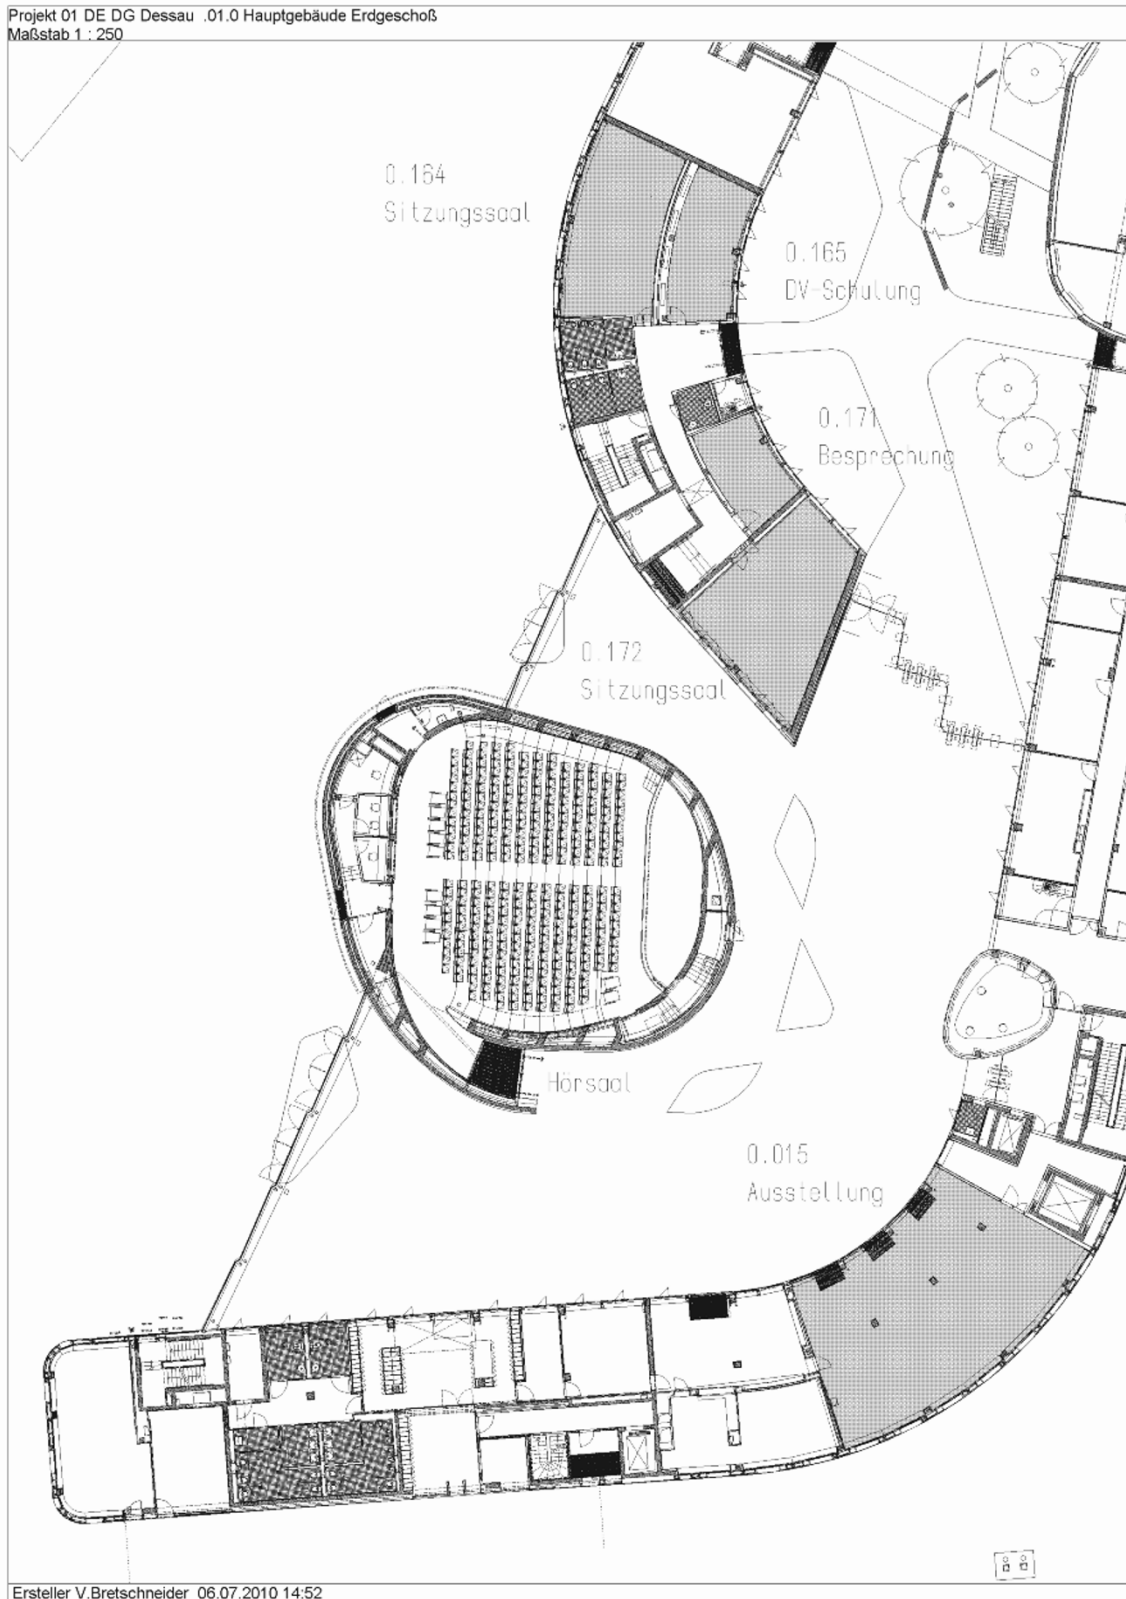 Projekt 01 DE DG Dessau .01.0 Hauptgebäude Erdgeschoß
Maßstab 1 : 250
0.164
Sitzungssaal
0.165
DV-Schulung
0.171
Besprechung
0.172
Sitzungssaal
Hörsaal
0.015
Ausstellung
Ersteller V.Bretschneider 06.07.2010 14:52